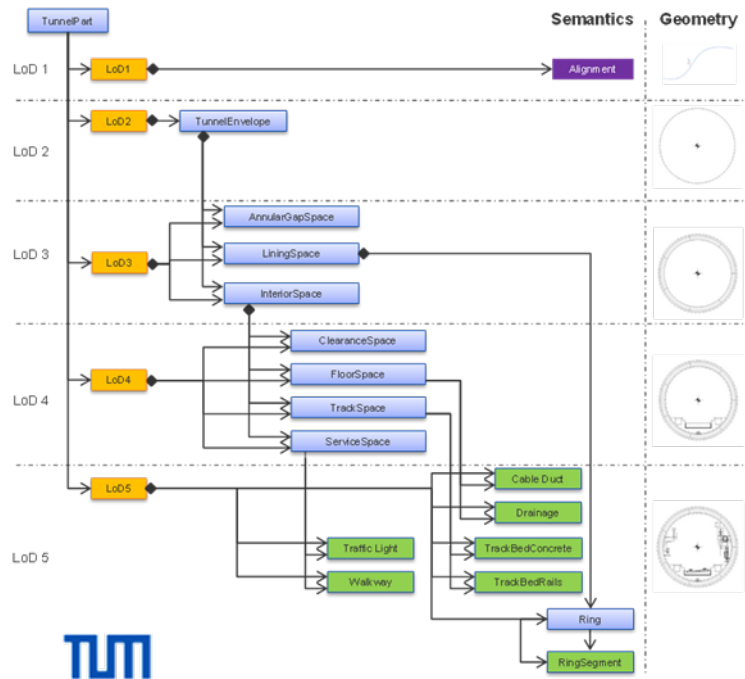 TunnelPart
Semantics
Geometry
LoD 1
LoD1
Alignment
LoD2
TunnelEnvelope
LoD 2
AnnularGapSpace
LoD 3
LiningSpace
LoD3
InteriorSpace
ClearanceSpace
FloorSpace
LoD4
LoD 4
TrackSpace
ServiceSpace
Cable Duct
LoD5
Drainage
Traffic Light
TrackBedConcrete
LoD 5
Walkway
TrackBedRails
Ring
TUM
RingSegment